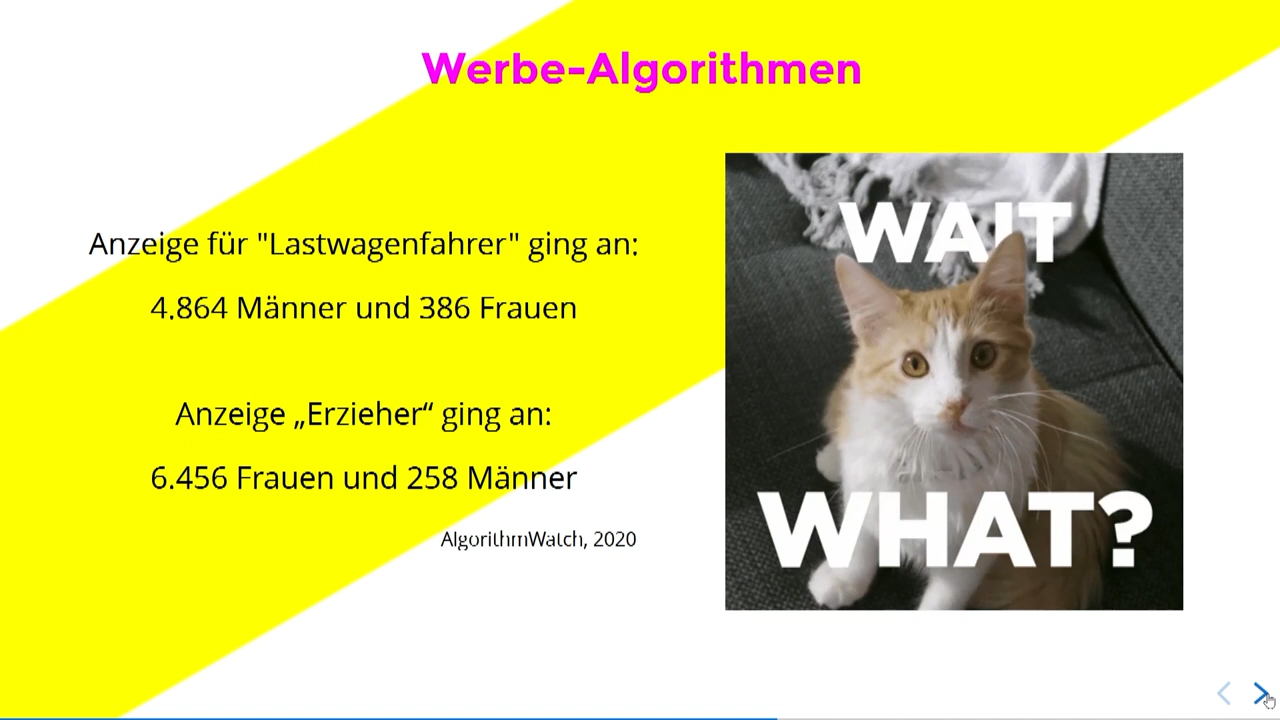 Werbe-Algorithmen
Anzeige für "Lastwagenfahrer" ging an:
4.864 Männer und 386 Frauen
Anzeige „Erzieher“ ging an:
6.456 Frauen und 258 Männer
AlgorithmWatch, 2020
WAIT
WHAT?